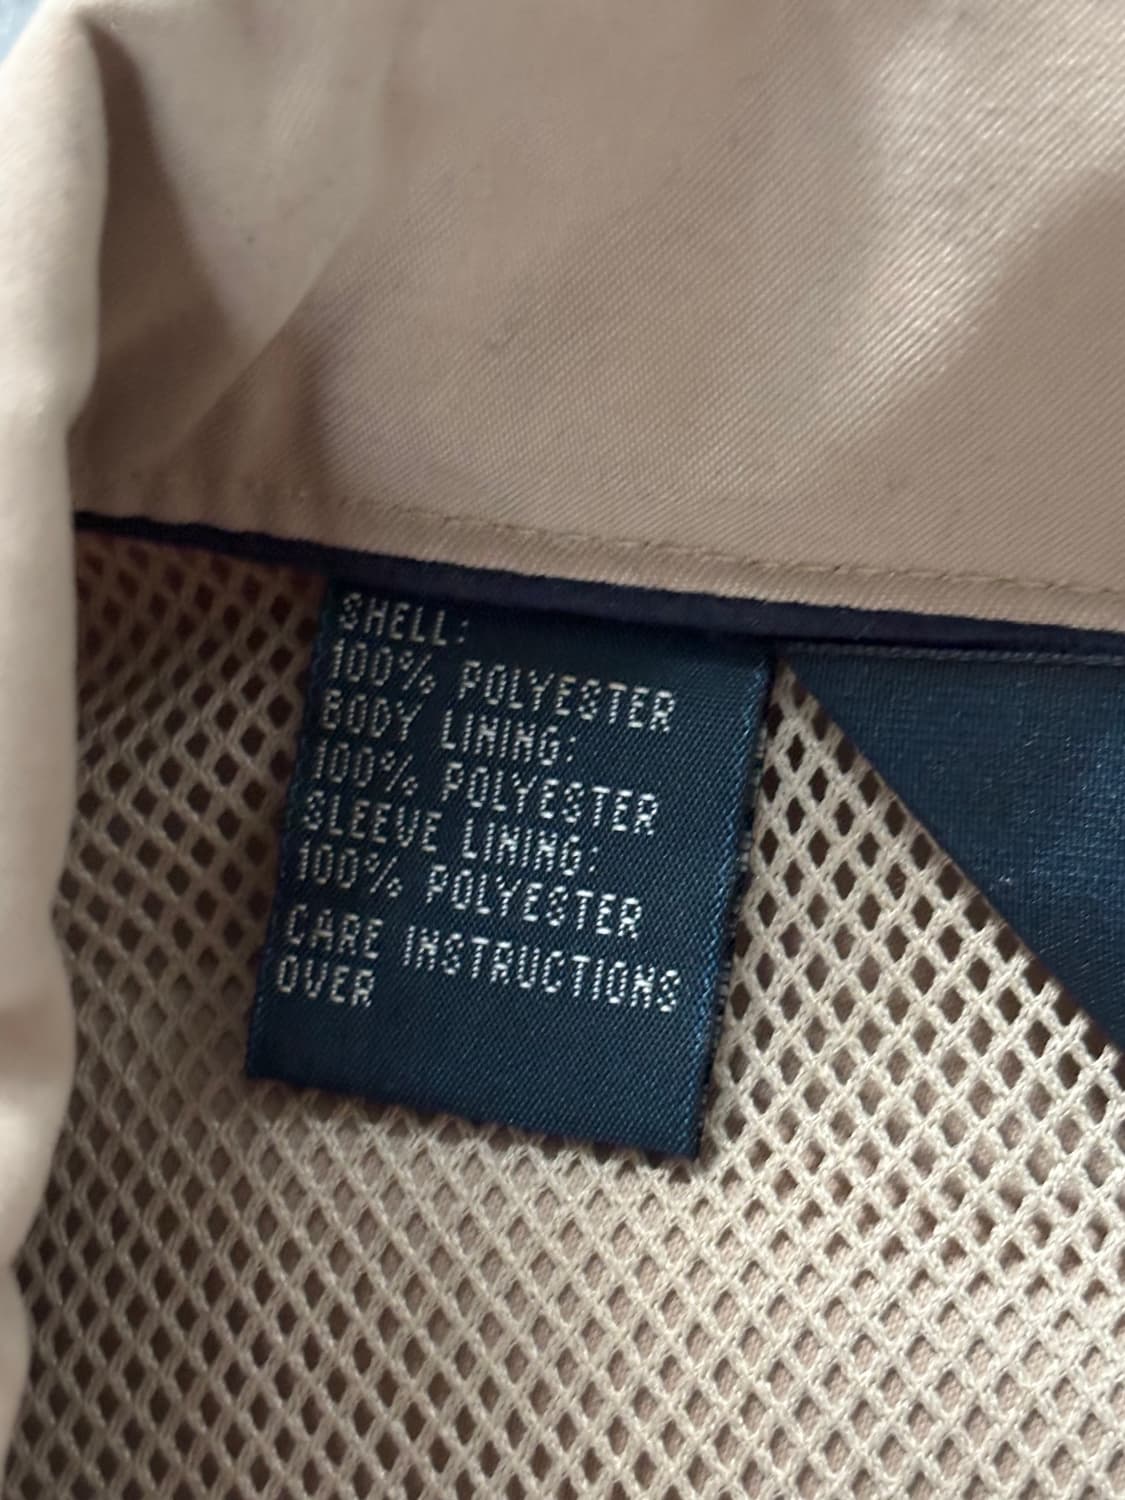 SHELL:
100% POLYESTER
BODY LINING:
100% POLYESTER
SLEEVE LINING:
100% POLYESTER
CARE INSTRUCTIONS
OVER